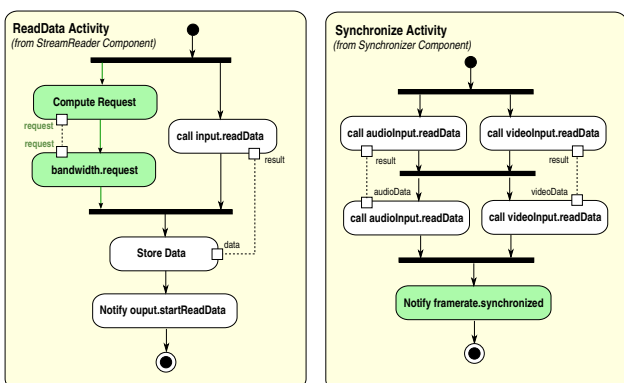 ReadData Activity
(from StreamReader Component)
Compute Request
request
request
bandwidth.request
call input.readData
result
Store Data
data
Notify ouput.startReadData
Synchronize Activity
(from Synchronizer Component)
call audioInput.readData
call videoInput.readData
result
result
audioData
videoData
call audioInput.readData
call videoInput.readData
Notify framerate.synchronized